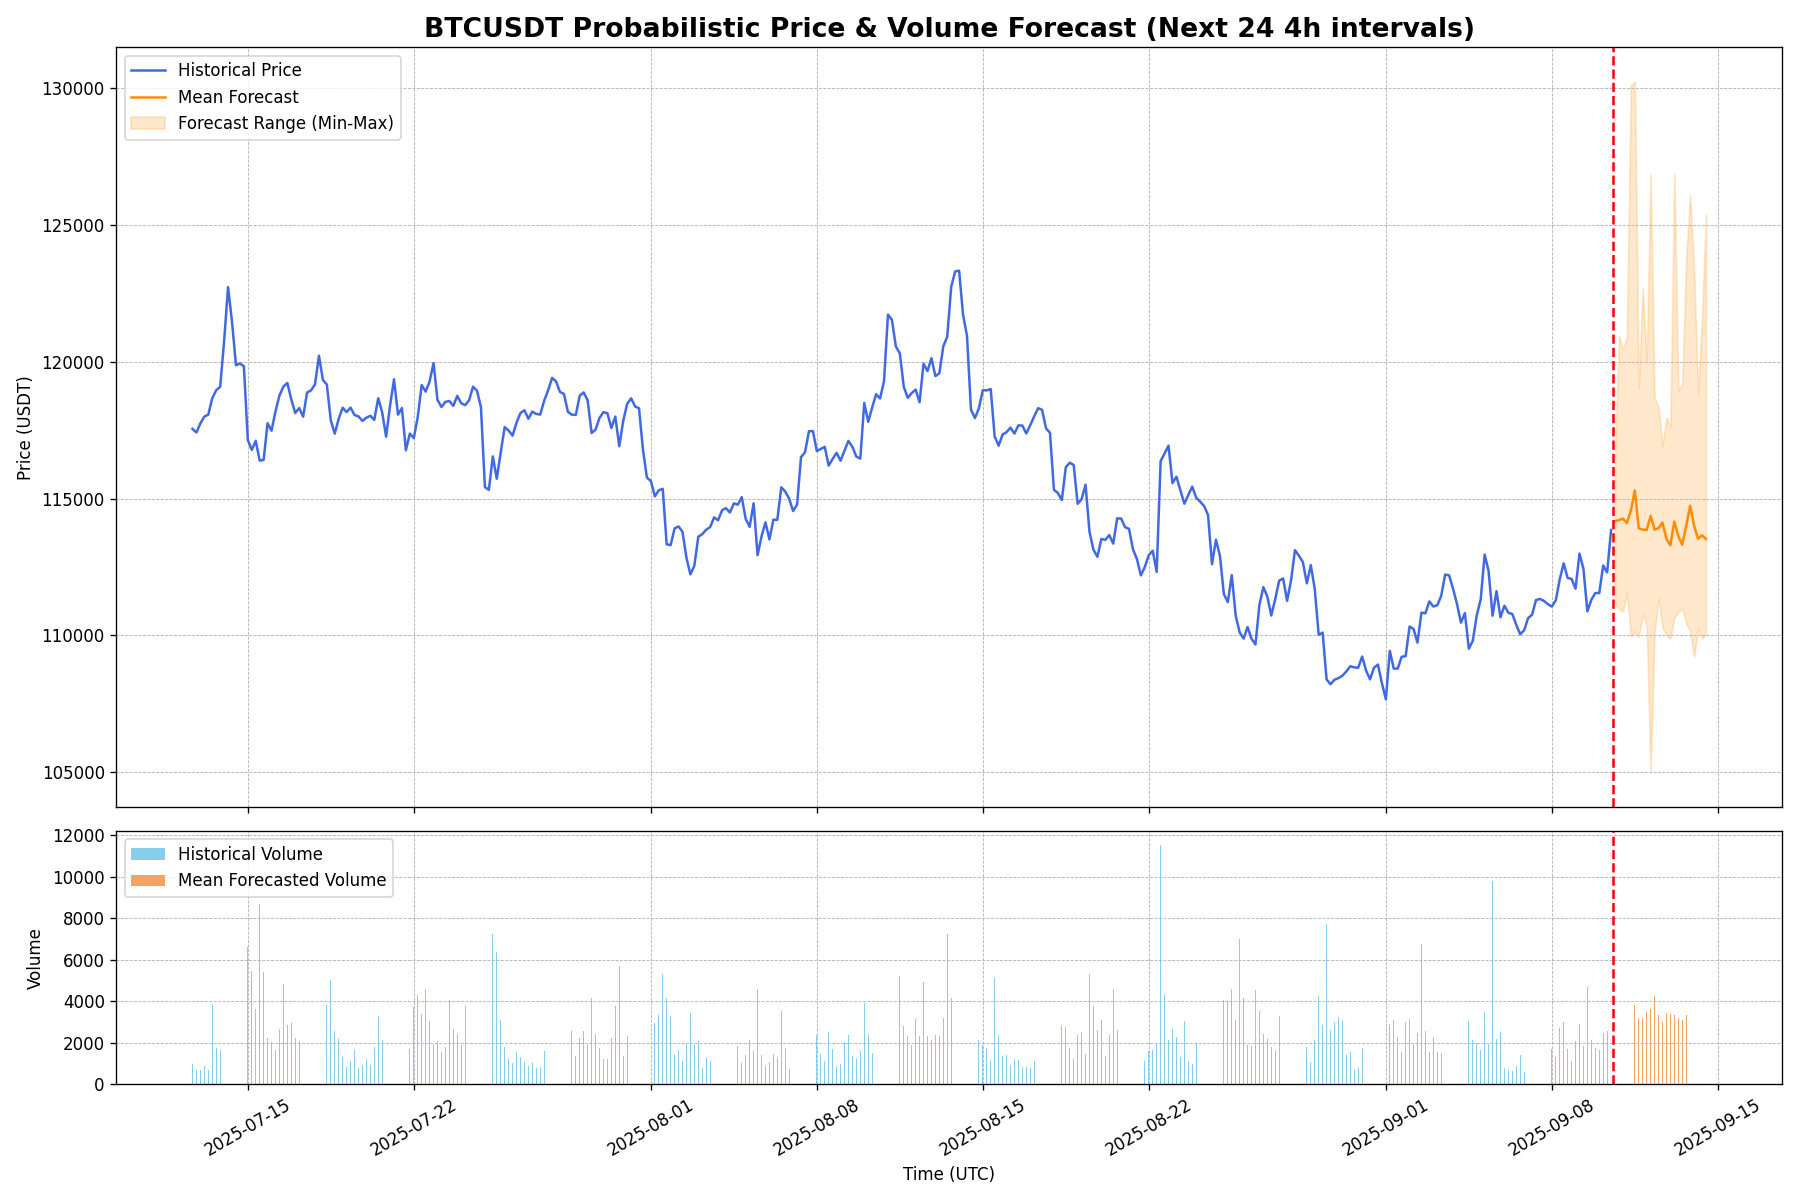 BTCUSDT Probabilistic Price & Volume Forecast (Next 24 4h intervals)
Historical Price
Mean Forecast
Forecast Range (Min-Max)
130000
125000
120000
115000
110000
105000
Price (USDT)
Historical Volume
Mean Forecasted Volume
12000
10000
8000
6000
4000
2000
0
Volume
2025-07-15
2025-07-22
2025-08-01
2025-08-08
2025-08-15
2025-08-22
2025-09-01
2025-09-08
2025-09-15
Time (UTC)